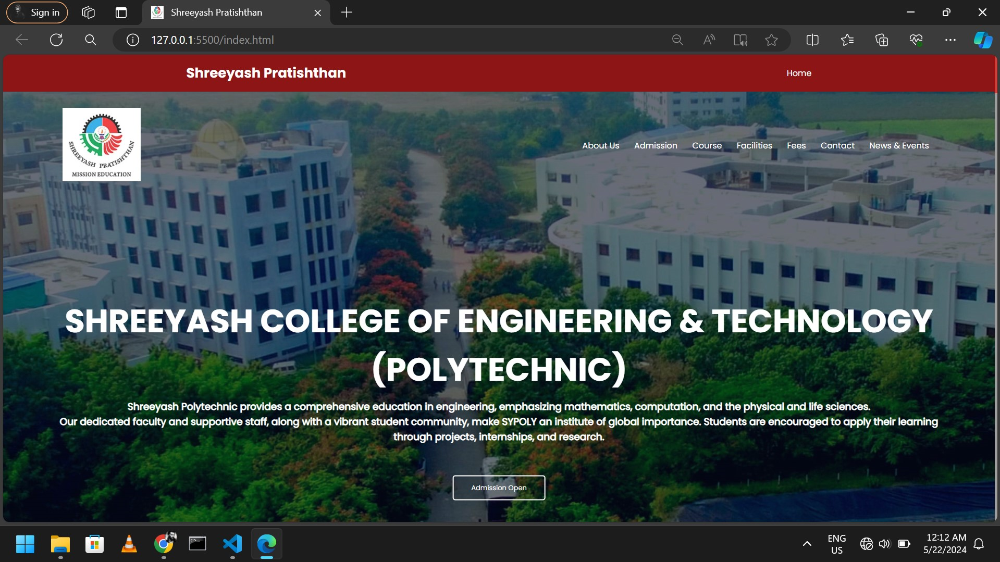 Sign in
Shreeyash Pratishthan
127.0.0.1:5500/index.html
Shreeyash Pratishthan
Home
SHREEYASH PRATISHTHAN
MISSION EDUCATION
About Us Admission Course Facilities Fees Contact News & Events
SHREEYASH COLLEGE OF ENGINEERING & TECHNOLOGY
(POLYTECHNIC)
Shreeyash Polytechnic provides a comprehensive education in engineering, emphasizing mathematics, computation, and the physical and life sciences.
Our dedicated faculty and supportive staff, along with a vibrant student community, make SYPOLY an institute of global importance. Students are encouraged to apply their learning
through projects, internships, and research.
Admission Open
ENG
US
12:12 AM
5/22/2024